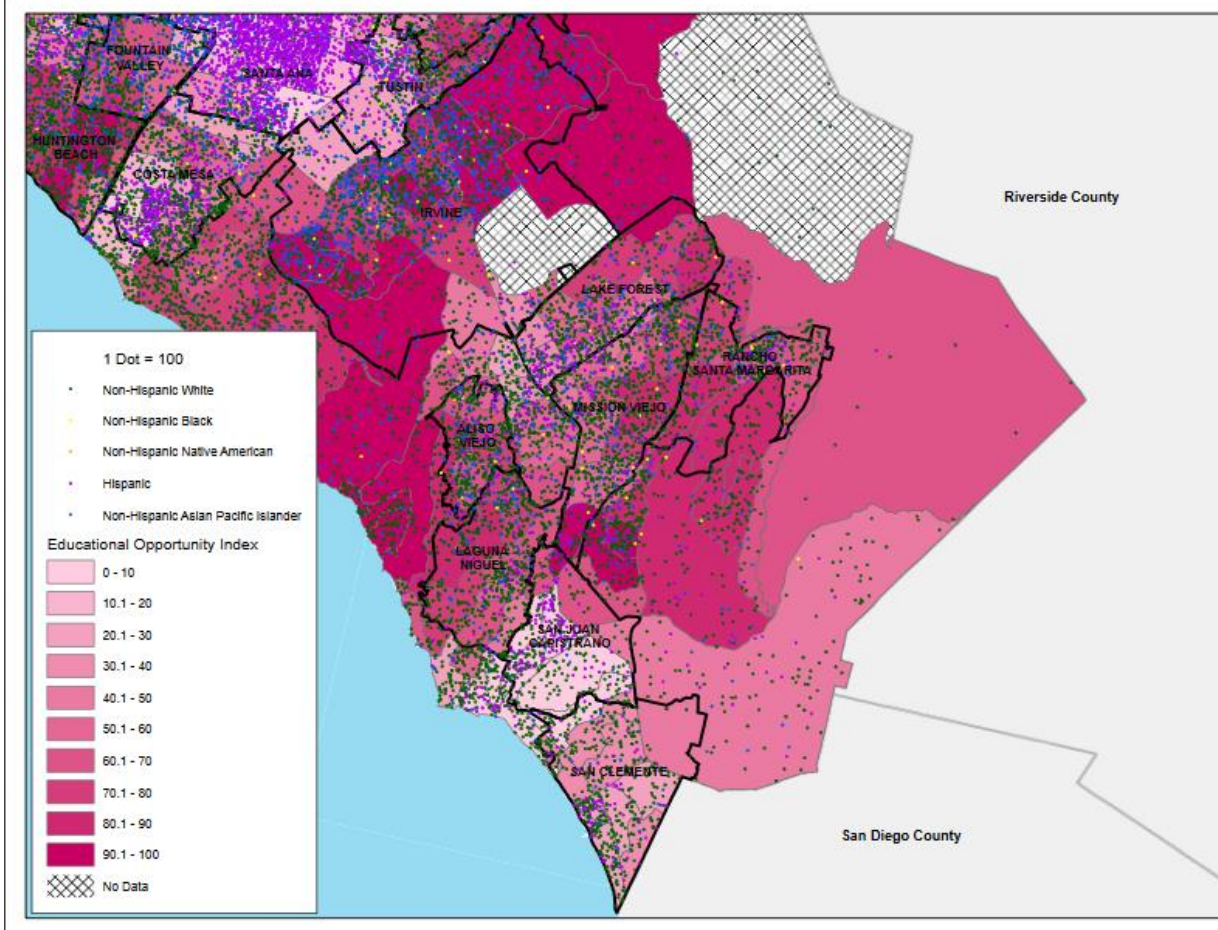 FOUNTAIN
VALLEY
SANTA ANA
TUSTIN
HUNTINGTON
BEACH
COSTA MESA
IRVINE
Riverside County
LAKE FOREST
RANCHO
SANTA MARGARITA
MISSION VIEJO
ALISO
VIEJO
LAGUNA
NIGUEL
SAN JUAN
CAPISTRANO
SAN CLEMENTE
San Diego County
1 Dot = 100
Non-Hispanic White
Non-Hispanic Black
Non-Hispanic Native American
Hispanic
Non-Hispanic Asian Pacific Islander
Educational Opportunity Index
0 - 10
10.1 - 20
20.1 - 30
30.1 - 40
40.1 - 50
50.1 - 60
60.1 - 70
70.1 - 80
80.1 - 90
90.1 - 100
No Data